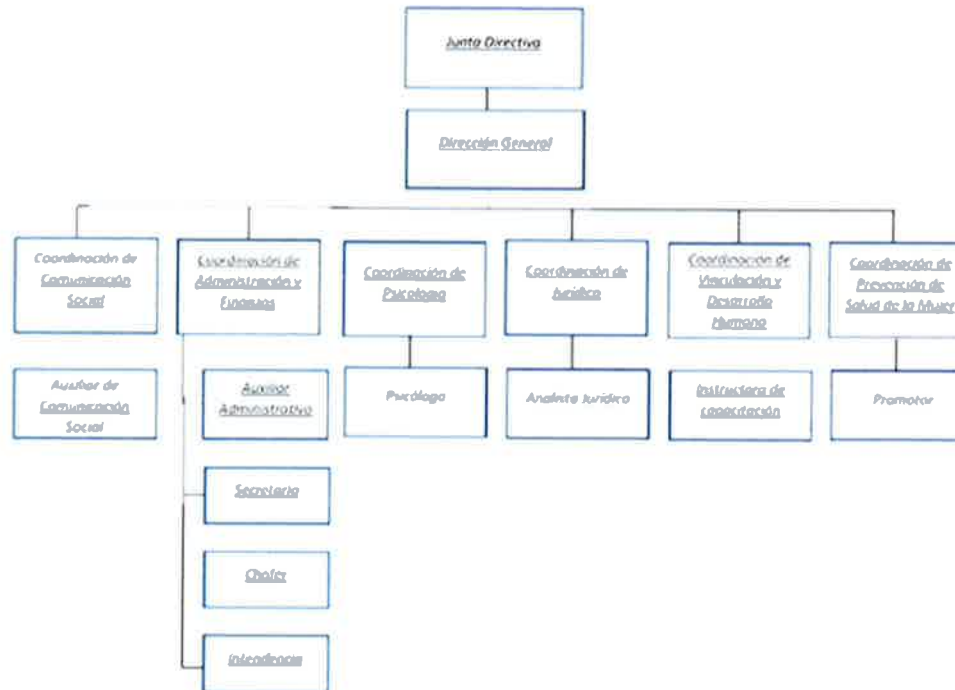 Junta Directiva
Dirección General
Coordinación de
Comunicación
Social
Coordinación de
Administración y
Finanzas
Coordinación de
Psicología
Coordinación de
Jurídico
Coordinación de
Vinculación y
Desarrollo
Humano
Coordinación de
Prevención de
Salud de la Mujer
Auxiliar de
Comunicación
Social
Auxiliar
Administrativo
Psicólogo
Analista Jurídico
Instructora de
capacitación
Promotor
Secretaria
Chofer
Intendencia